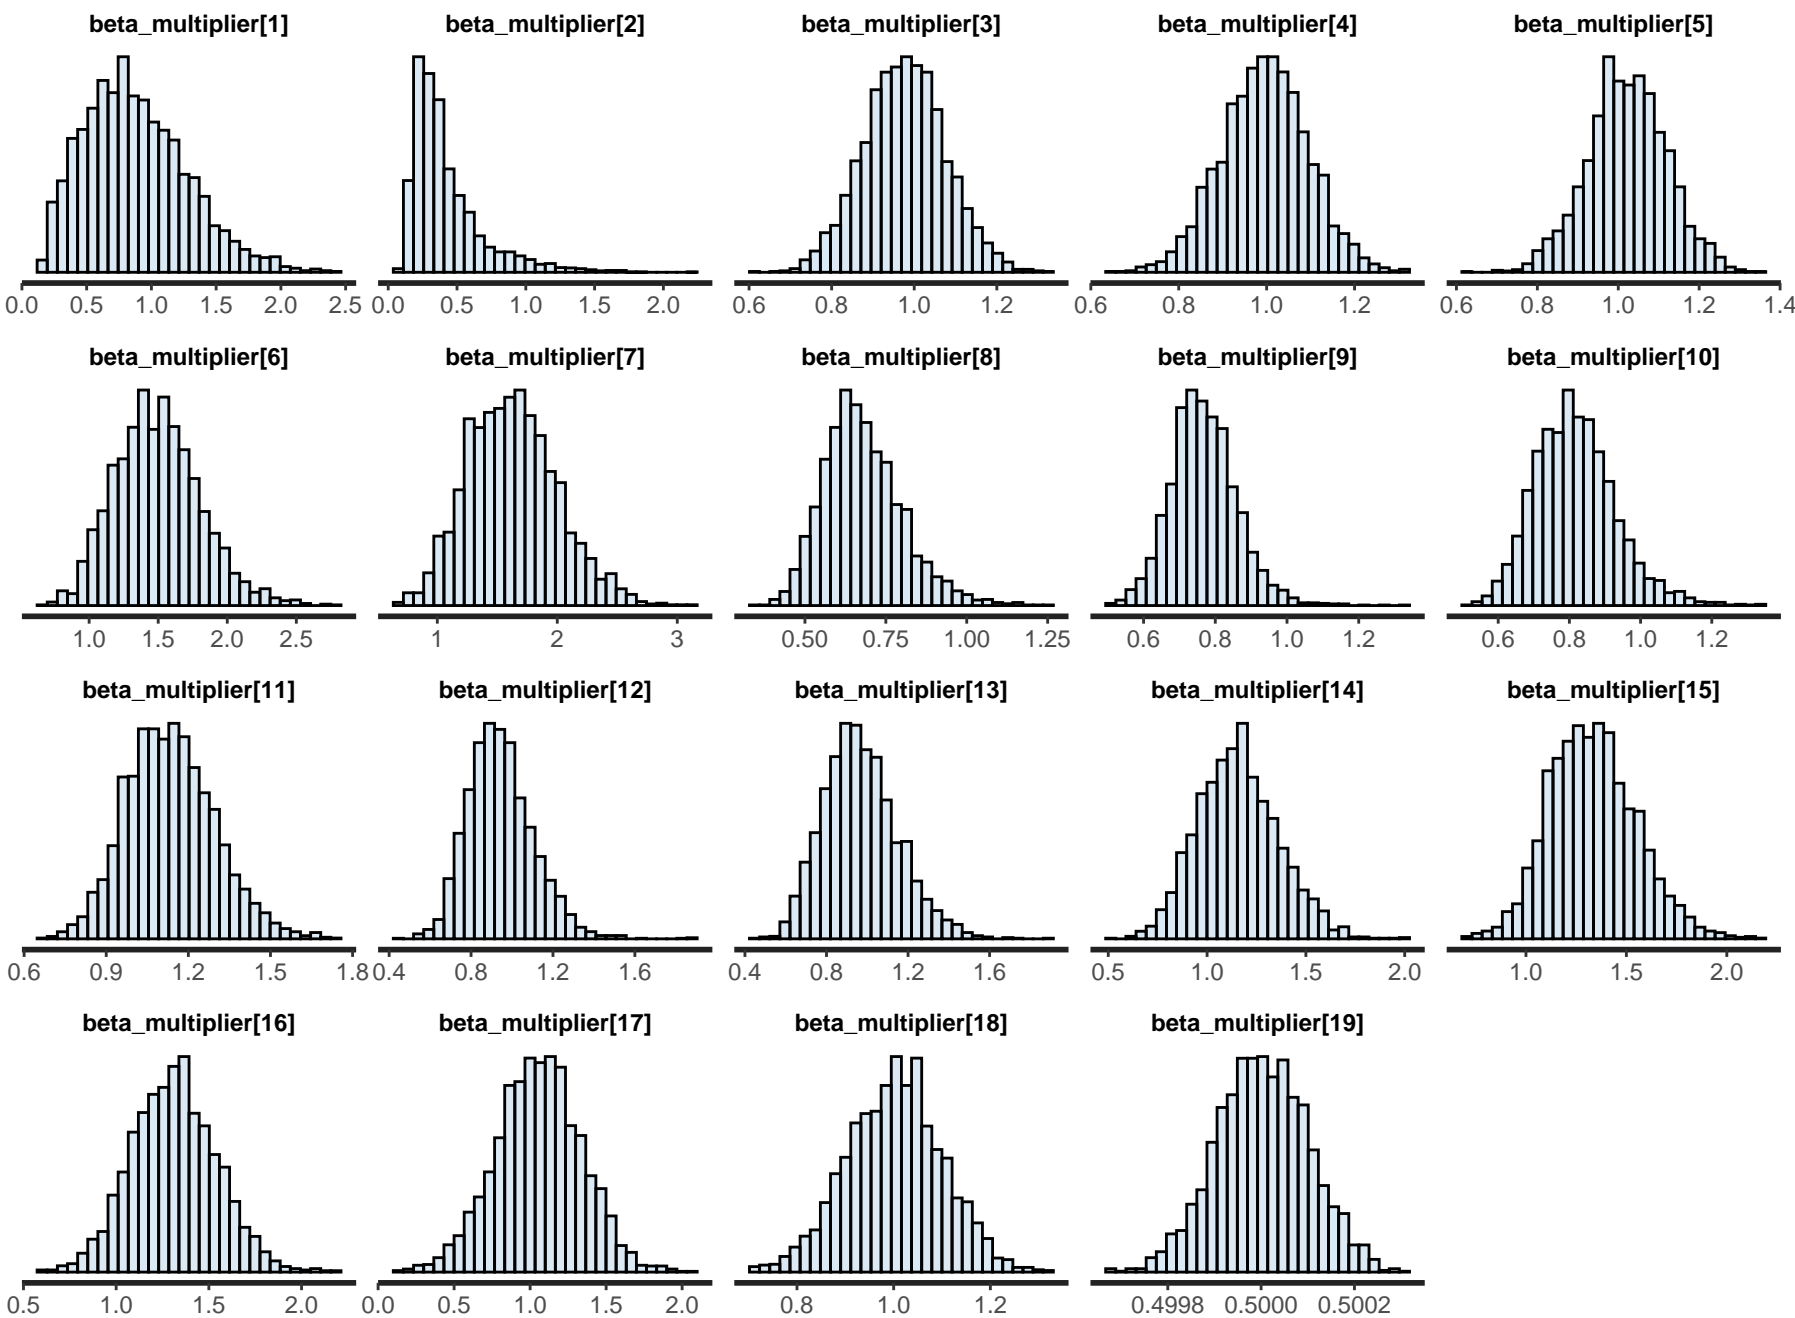 beta_multiplier[1] beta_multiplier[2] beta_multiplier[3] beta_multiplier[4] beta_multiplier[5]
0.0 0.5 1.0 1.5 2.0 2.5 0.0 0.5 1.0 1.5 2.0 0.6 0.8 1.0 1.2 0.6 0.8 1.0 1.2 0.6 0.8 1.0 1.2 1.4
beta_multiplier[6] beta_multiplier[7] beta_multiplier[8] beta_multiplier[9] beta_multiplier[10]
1.0 1.5 2.0 2.5 1 2 3 0.50 0.75 1.00 1.25 0.6 0.8 1.0 1.2 0.6 0.8 1.0 1.2
beta_multiplier[11] beta_multiplier[12] beta_multiplier[13] beta_multiplier[14] beta_multiplier[15]
0.6 0.9 1.2 1.5 1.8 0.4 0.8 1.2 1.6 0.4 0.8 1.2 1.6 0.5 1.0 1.5 2.0 1.0 1.5 2.0
beta_multiplier[16] beta_multiplier[17] beta_multiplier[18] beta_multiplier[19]
0.5 1.0 1.5 2.0 0.0 0.5 1.0 1.5 2.0 0.8 1.0 1.2 0.4998 0.5000 0.5002